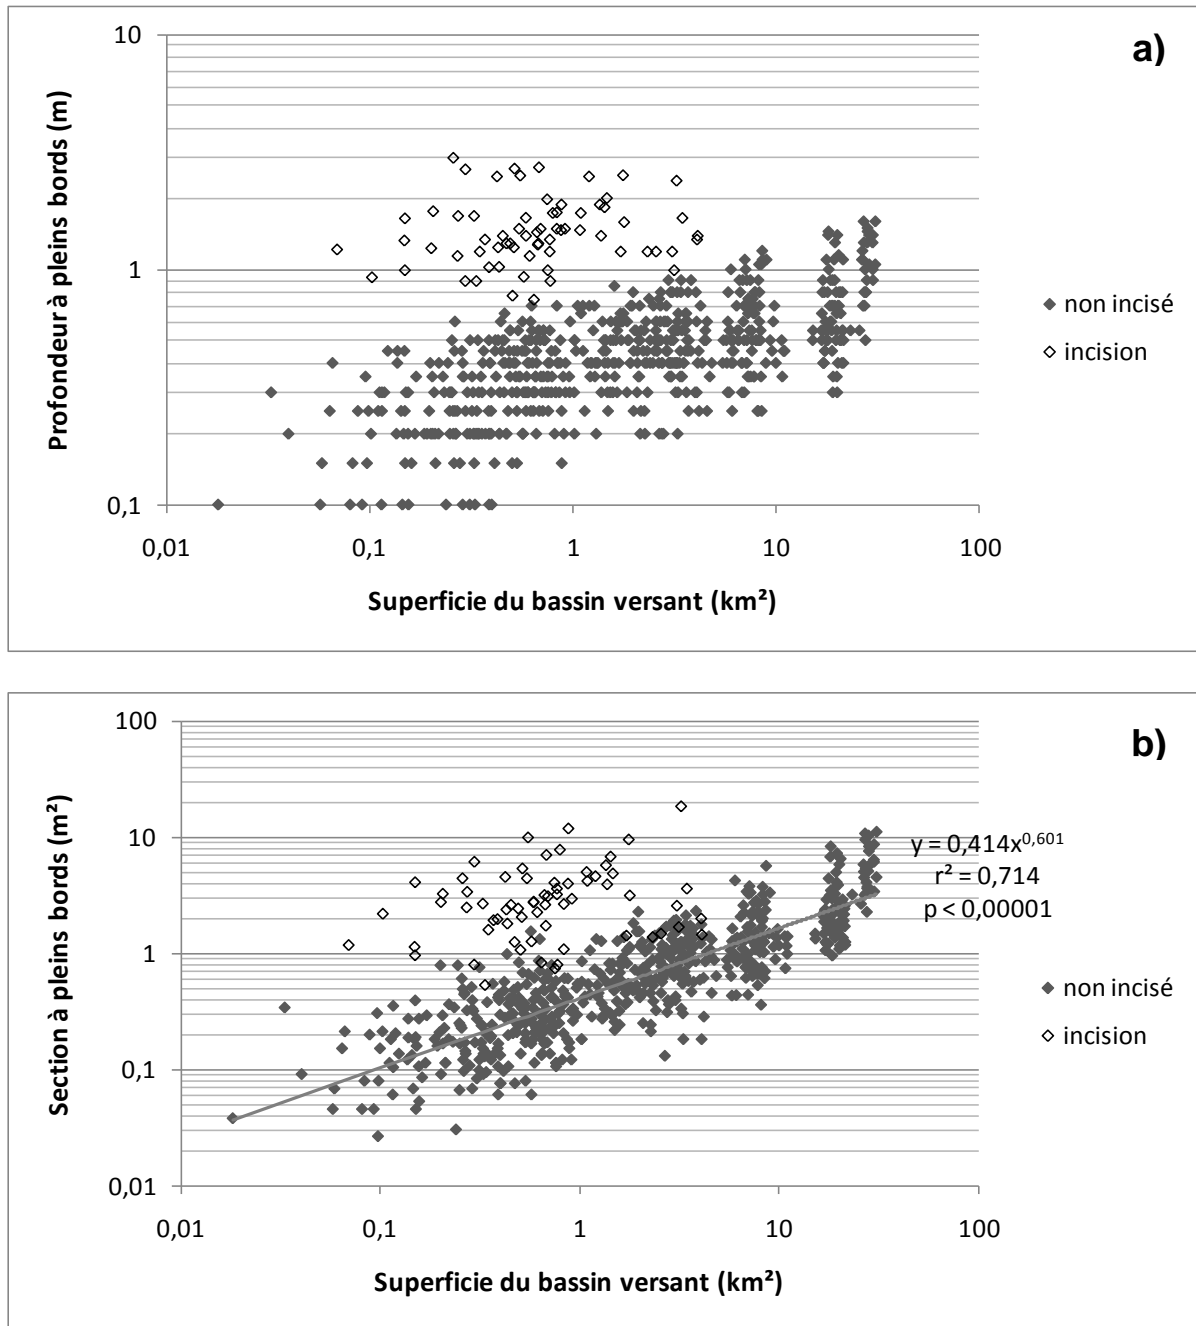 a)
10
1
0,1
Profondeur à pleins bords (m)
0,01
0,1
1
10
100
Superficie du bassin versant (km²)
non incisé
incision
b)
100
10
1
0,1
0,01
Section à pleins bords (m²)
y = 0,414x^0,601
r² = 0,714
p < 0,00001
0,01
0,1
1
10
100
Superficie du bassin versant (km²)
non incisé
incision